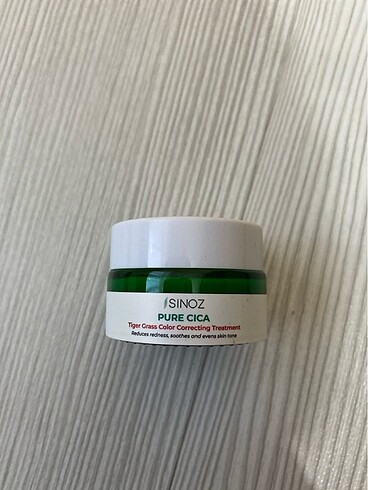 SINOZ
PURE CICA
Tiger Grass Color Correcting Treatment
Reduces redness, soothes and evens skin tone